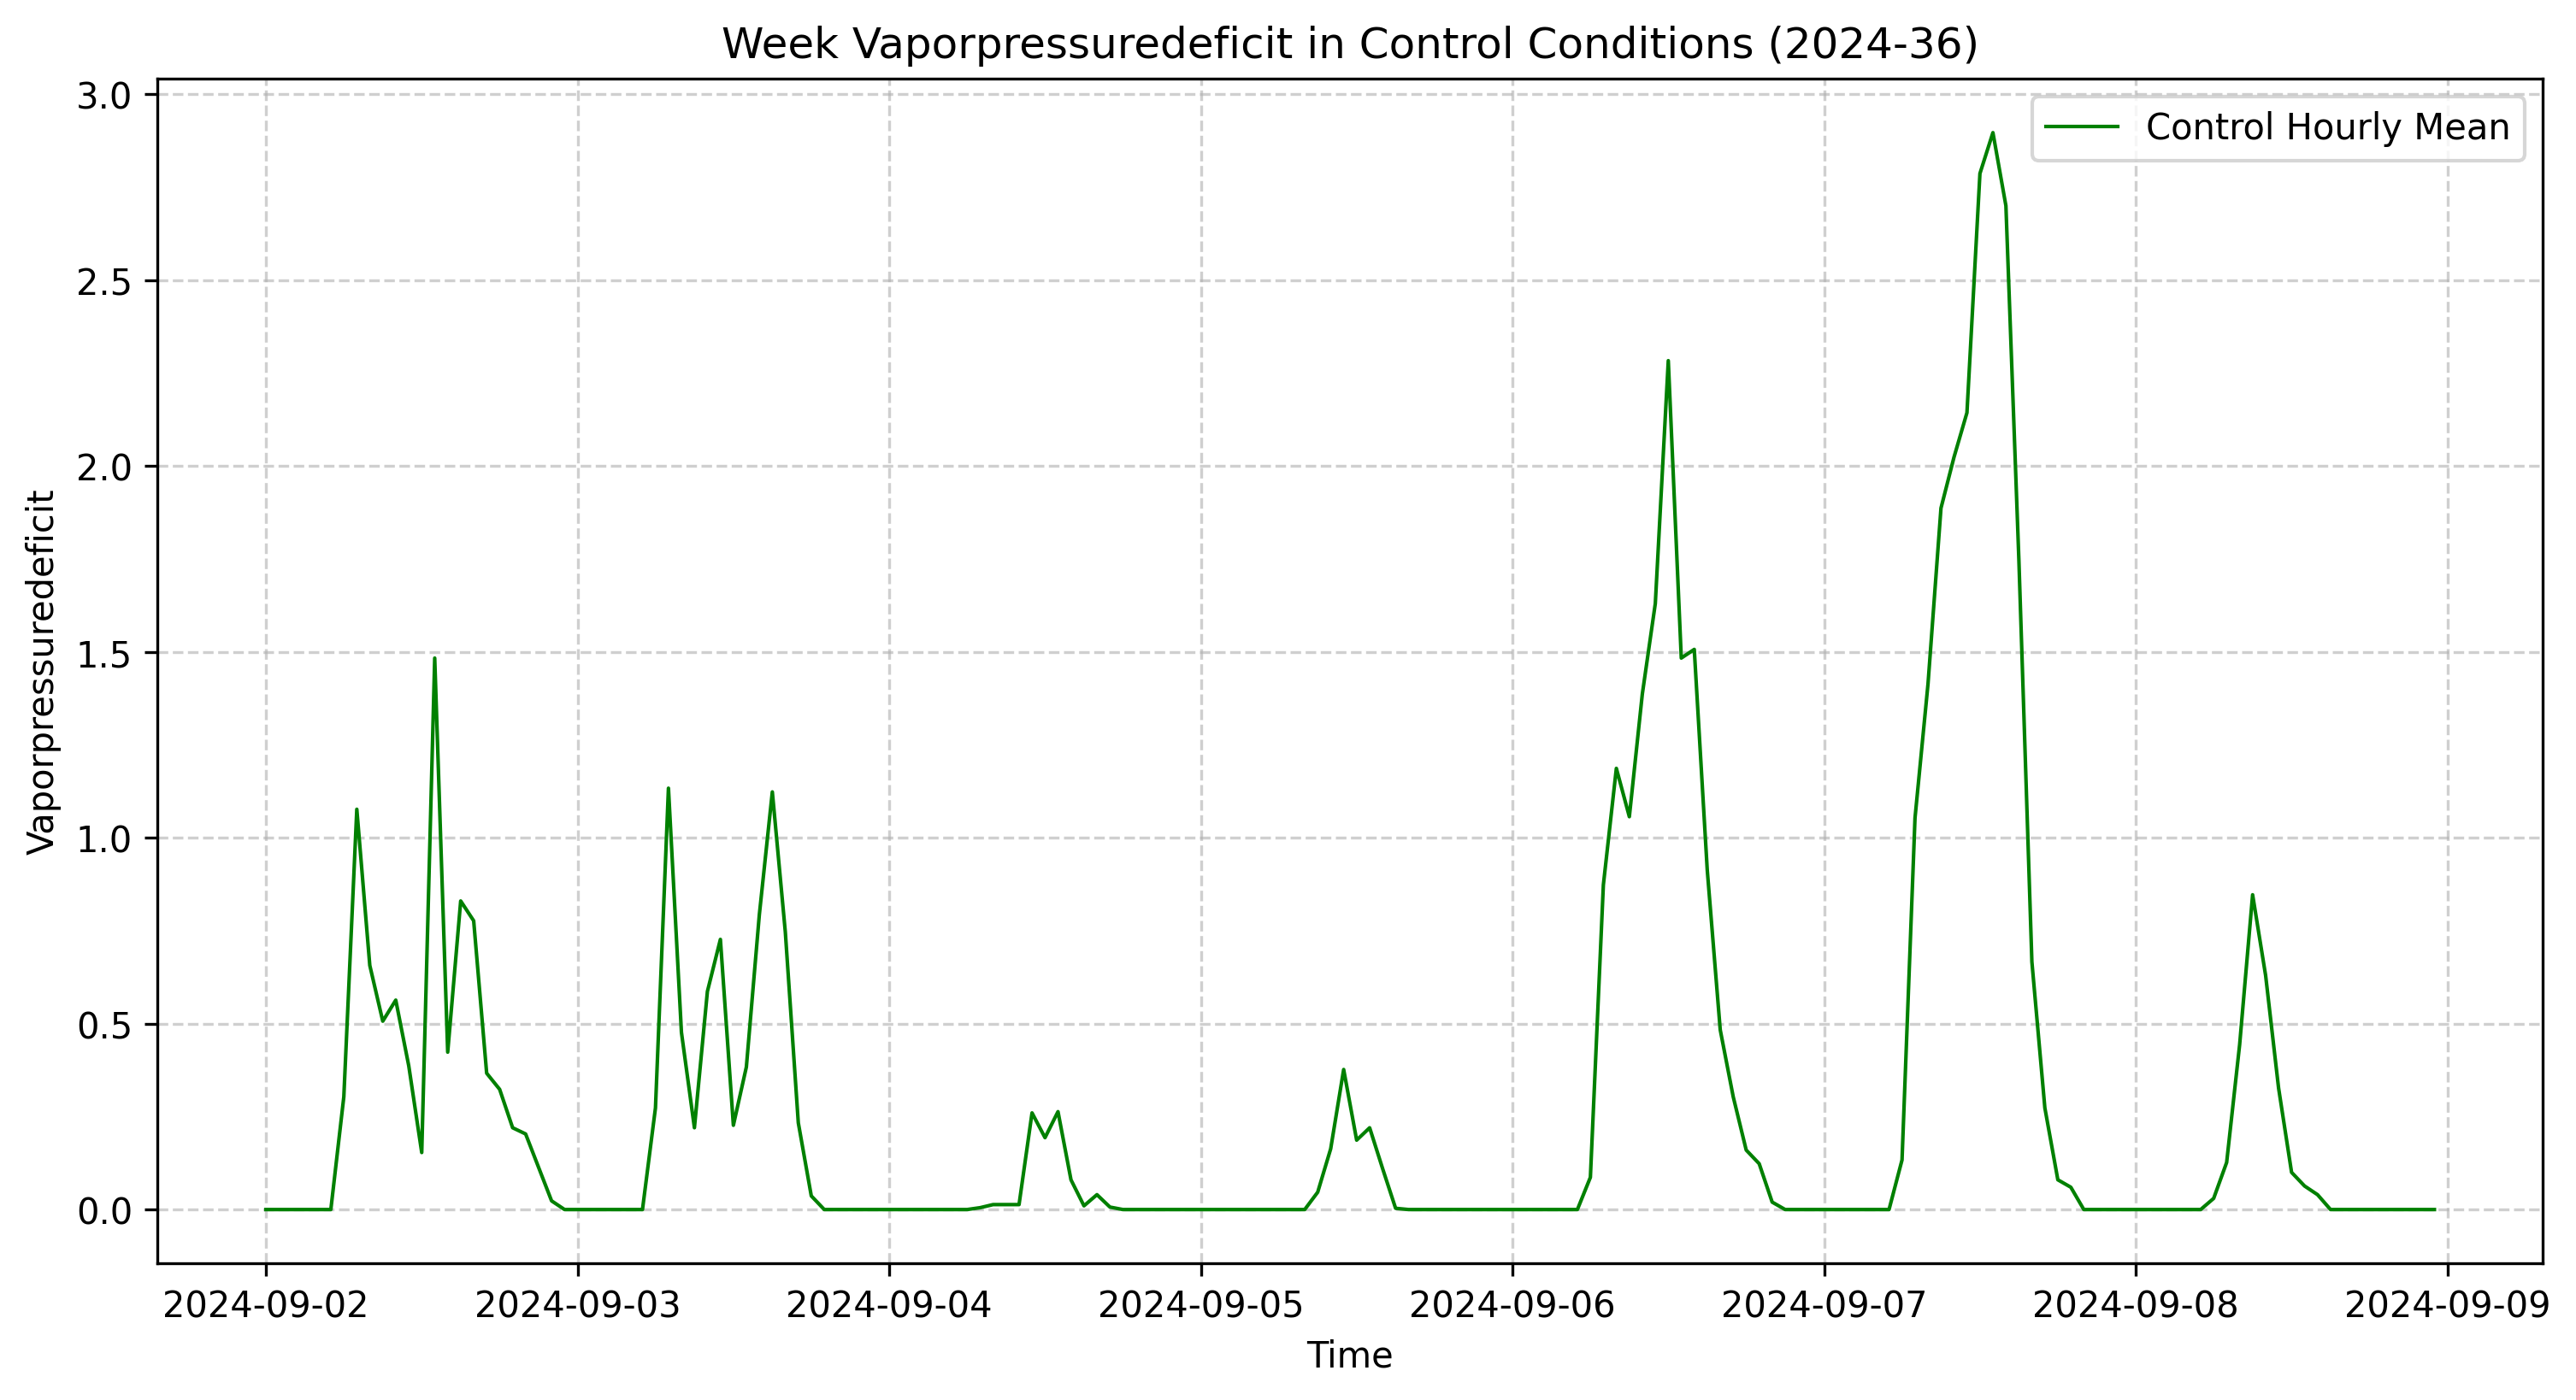 Week Vaporpressuredeficit in Control Conditions (2024-36)
Control Hourly Mean
Vaporpressuredeficit
3.0
2.5
2.0
1.5
1.0
0.5
0.0
2024-09-02 2024-09-03 2024-09-04 2024-09-05 2024-09-06 2024-09-07 2024-09-08 2024-09-09
Time